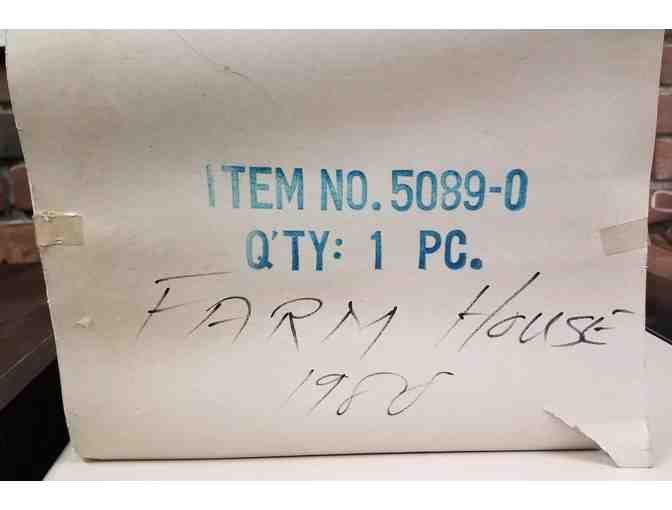 ITEM NO. 5089-0
Q'TY: 1 PC.
FARM HOUSE
1988